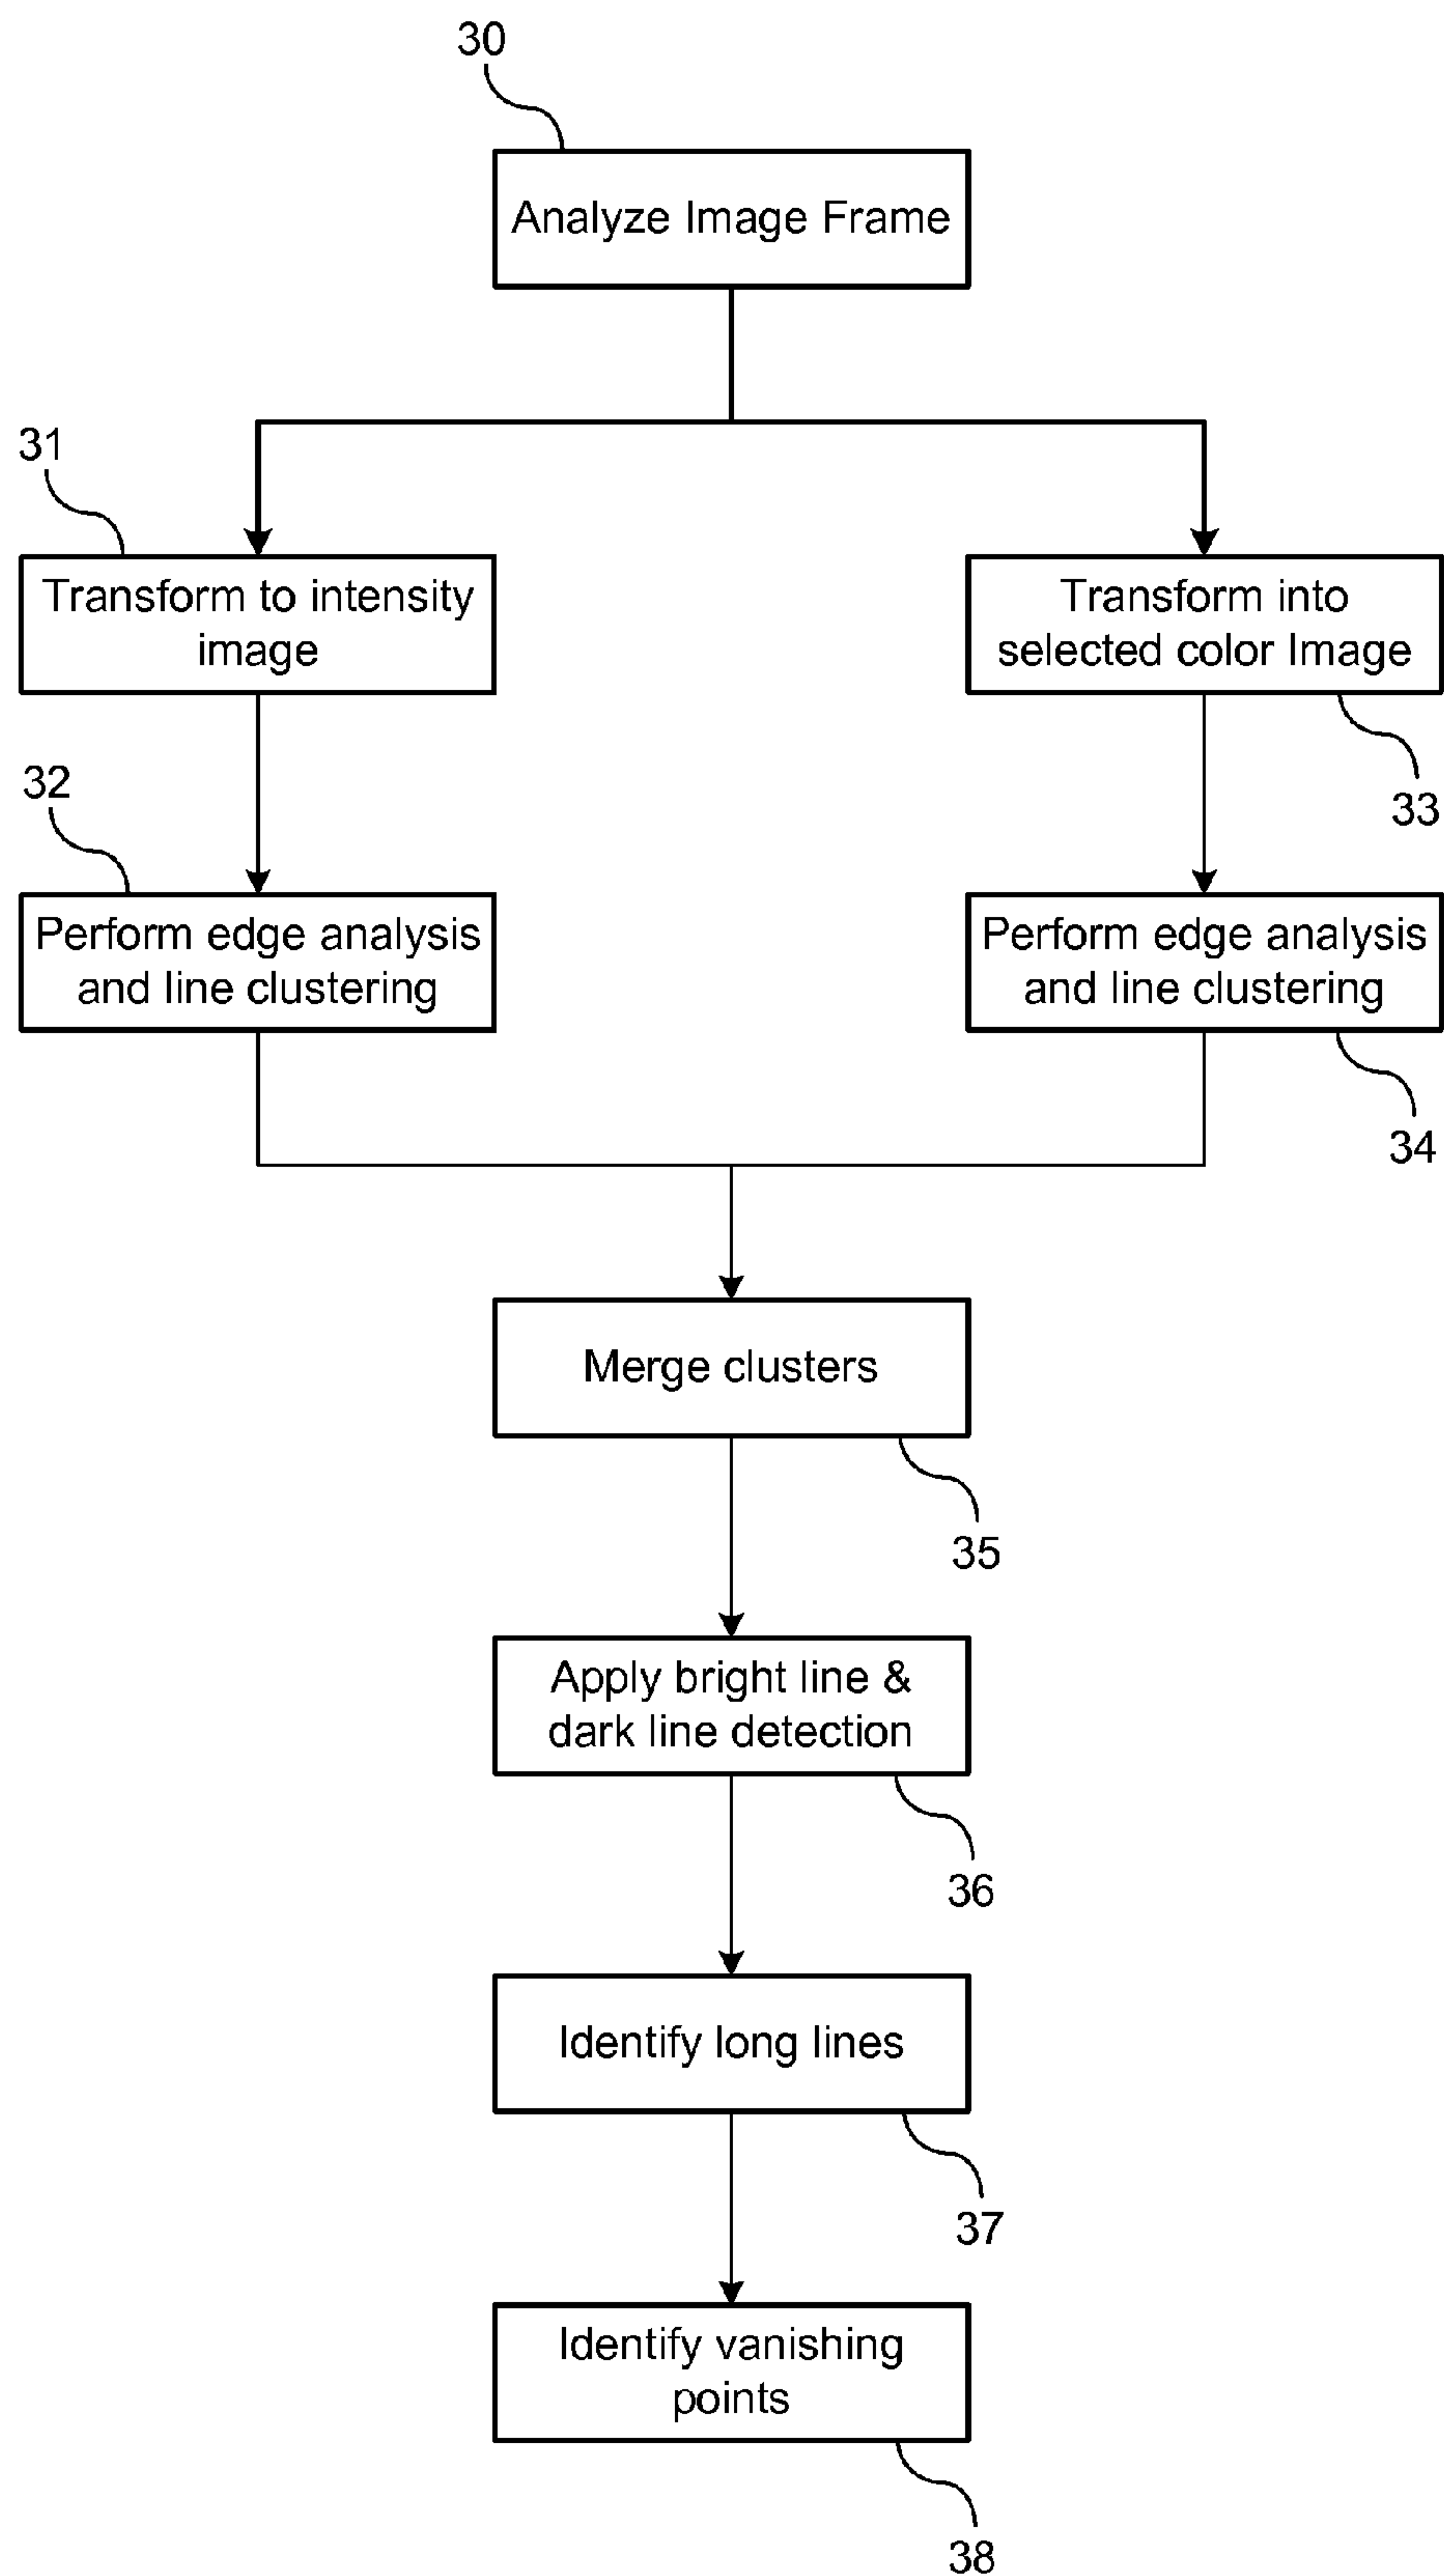 30
Analyze Image Frame
31
Transform to intensity
image
Transform into
selected color Image
33
32
Perform edge analysis
and line clustering
Perform edge analysis
and line clustering
34
Merge clusters
35
Apply bright line &
dark line detection
36
Identify long lines
37
Identify vanishing
points
38